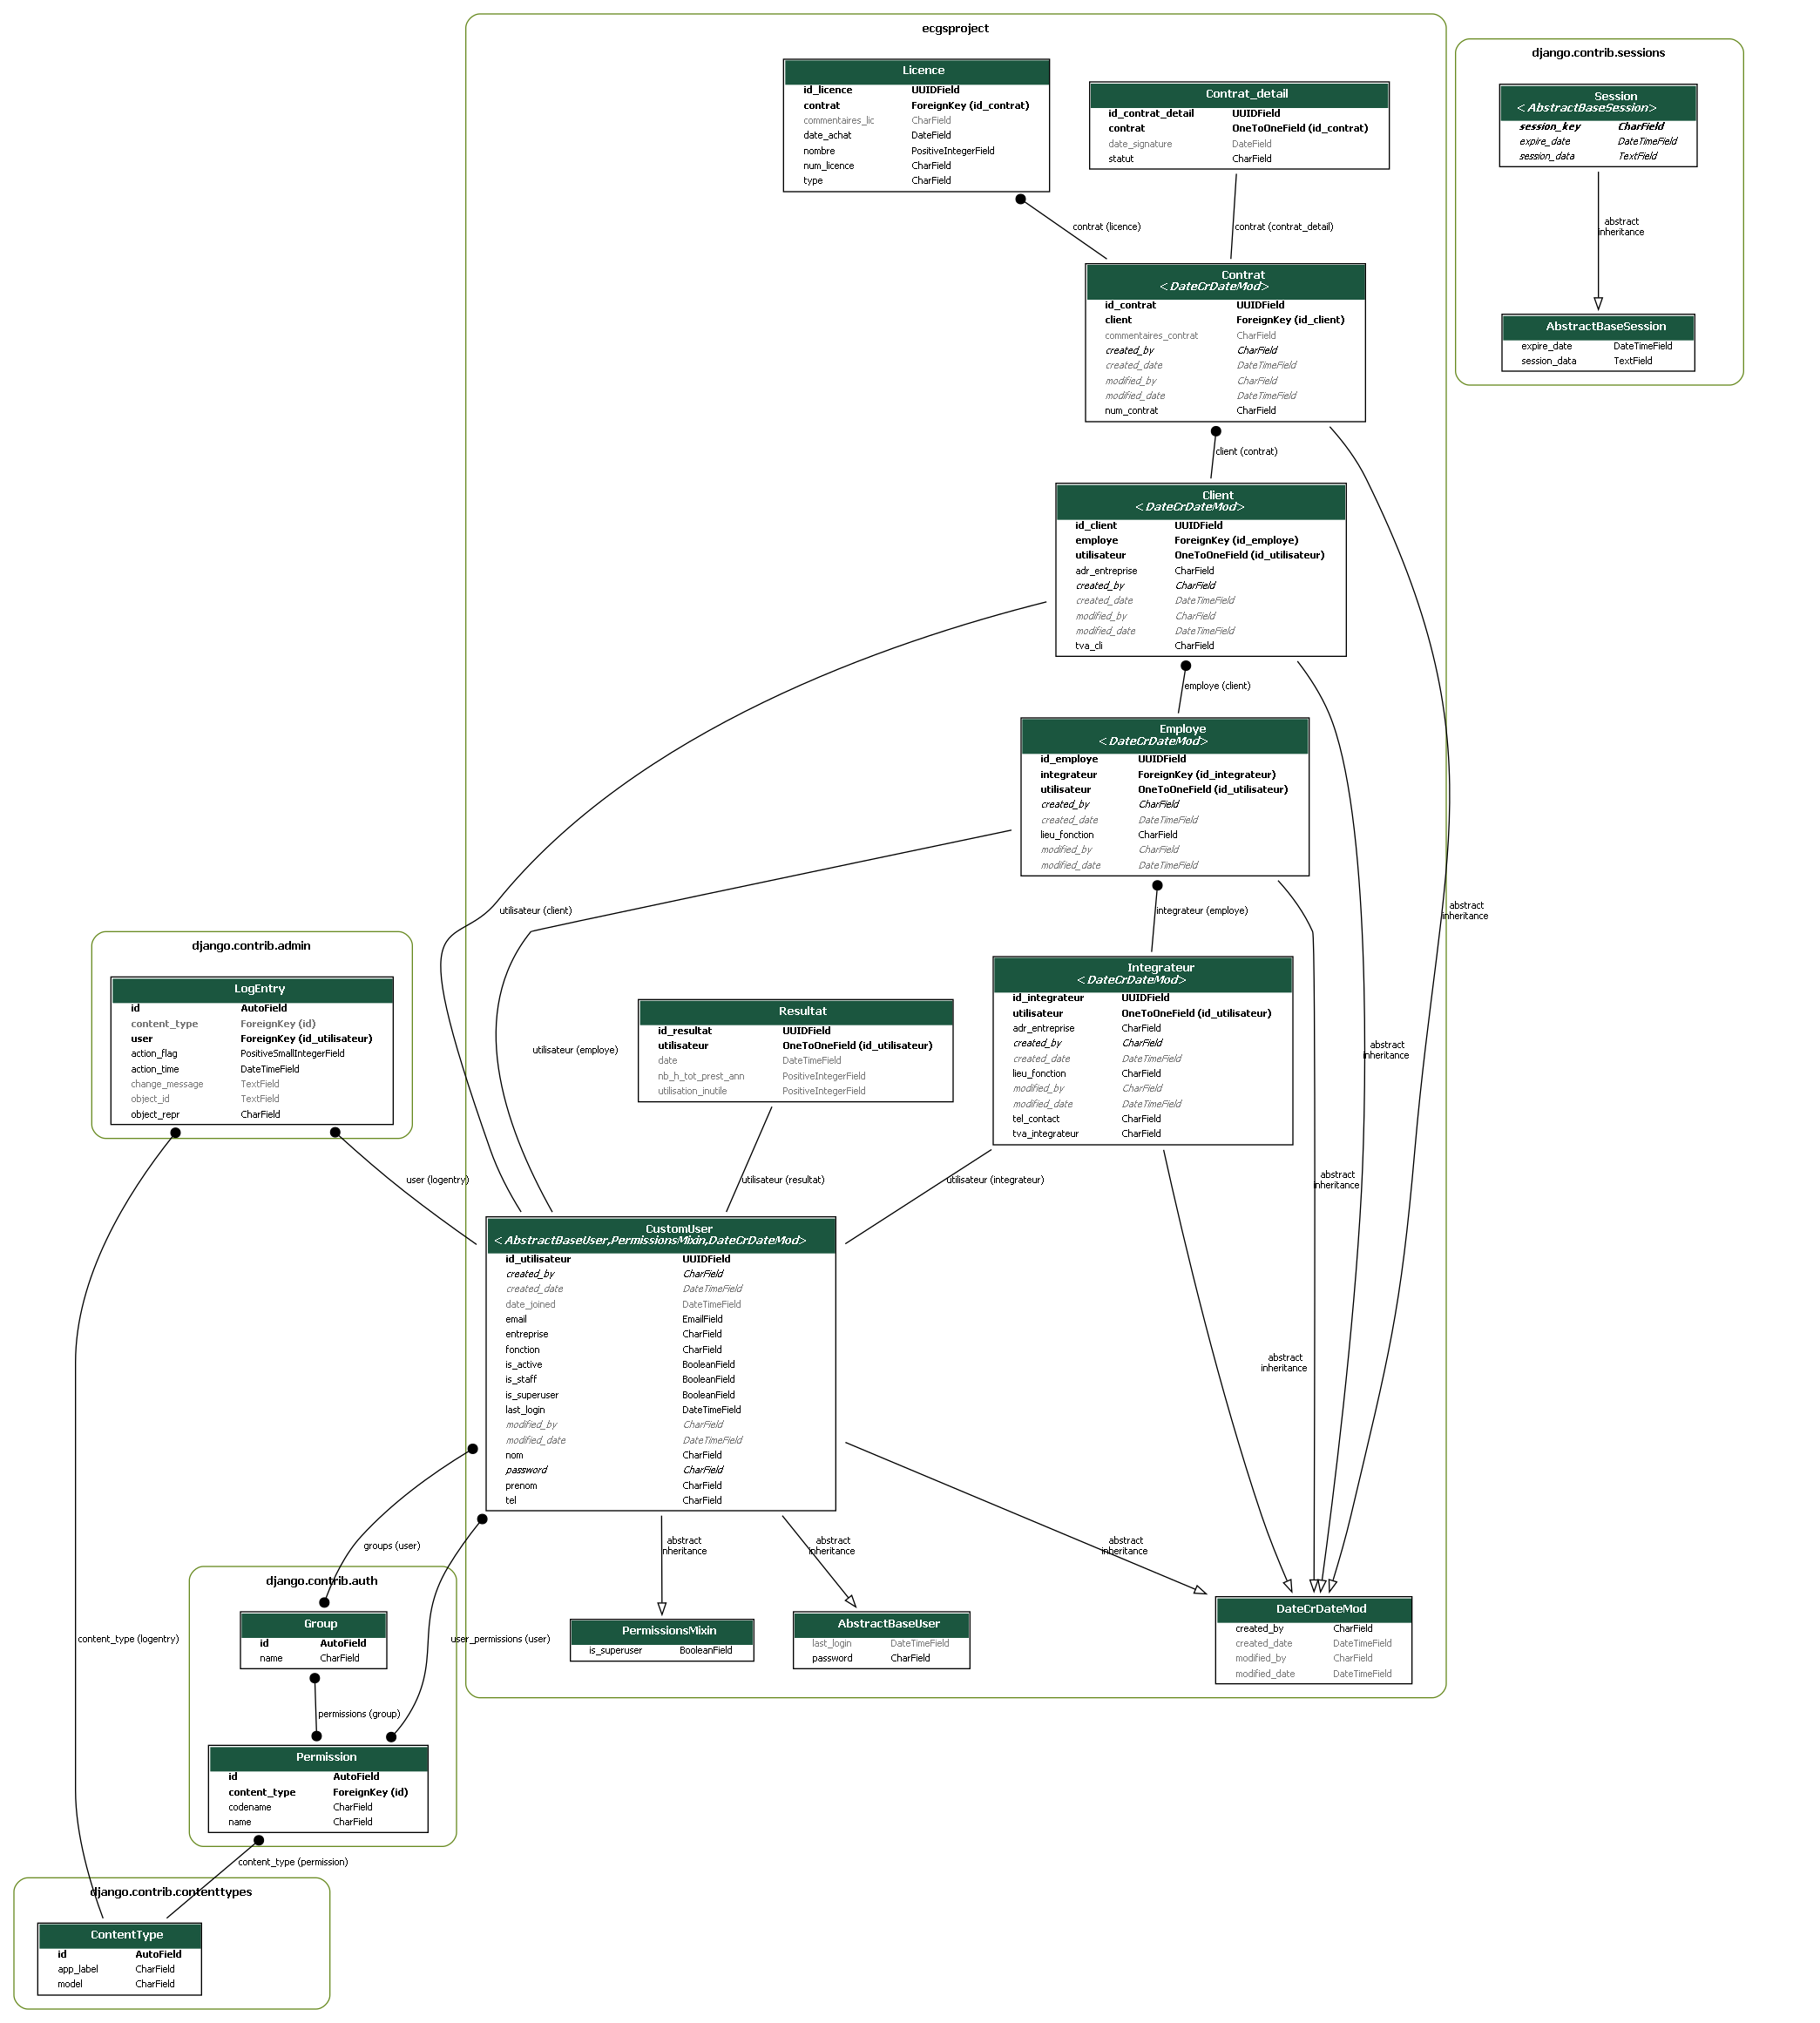 ecgsproject
Licence
id_licence UUIDField
contrat ForeignKey (id_contrat)
commentaires_lic CharField
date_achat DateField
nombre PositiveIntegerField
num_licence CharField
type CharField
Contrat_detail
id_contrat_detail UUIDField
contrat OneToOneField (id_contrat)
date_signature DateField
statut CharField
django.contrib.sessions
Session
<AbstractBaseSession>
session_key CharField
expire_date DateTimeField
session_data TextField
abstract
inheritance
AbstractBaseSession
expire_date DateTimeField
session_data TextField
contrat (licence)
contrat (contrat_detail)
Contrat
<DateCrDateMod>
id_contrat UUIDField
client ForeignKey (id_client)
commentaires_contrat CharField
created_by CharField
created_date DateTimeField
modified_by CharField
modified_date DateTimeField
num_contrat CharField
client (contrat)
Client
<DateCrDateMod>
id_client UUIDField
employe ForeignKey (id_employe)
utilisateur OneToOneField (id_utilisateur)
adr_entreprise CharField
created_by CharField
created_date DateTimeField
modified_by CharField
modified_date DateTimeField
tva_cli CharField
employe (client)
Employe
<DateCrDateMod>
id_employe UUIDField
integrateur ForeignKey (id_integrateur)
utilisateur OneToOneField (id_utilisateur)
created_by CharField
created_date DateTimeField
lieu_fonction CharField
modified_by CharField
modified_date DateTimeField
utilisateur (client)
integrateur (employe)
abstract
inheritance
django.contrib.admin
LogEntry
id AutoField
content_type ForeignKey (id)
user ForeignKey (id_utilisateur)
action_flag PositiveSmallIntegerField
action_time DateTimeField
change_message TextField
object_id TextField
object_repr CharField
utilisateur (employe)
Resultat
id_resultat UUIDField
utilisateur OneToOneField (id_utilisateur)
date DateTimeField
nb_h_tot_prest_ann PositiveIntegerField
utilisation_inutile PositiveIntegerField
Integrateur
<DateCrDateMod>
id_integrateur UUIDField
utilisateur OneToOneField (id_utilisateur)
adr_entreprise CharField
created_by CharField
created_date DateTimeField
lieu_fonction CharField
modified_by CharField
modified_date DateTimeField
tel_contact CharField
tva_integrateur CharField
abstract
inheritance
user (logentry)
utilisateur (resultat)
utilisateur (integrateur)
abstract
inheritance
CustomUser
<AbstractBaseUser,PermissionsMixin,DateCrDateMod>
id_utilisateur UUIDField
created_by CharField
created_date DateTimeField
date_joined DateTimeField
email EmailField
entreprise CharField
fonction CharField
is_active BooleanField
is_staff BooleanField
is_superuser BooleanField
last_login DateTimeField
modified_by CharField
modified_date DateTimeField
nom CharField
password CharField
prenom CharField
tel CharField
abstract
inheritance
groups (user)
abstract
inheritance
abstract
inheritance
abstract
inheritance
django.contrib.auth
Group
id AutoField
name CharField
content_type (logentry)
user_permissions (user)
PermissionsMixin
is_superuser BooleanField
AbstractBaseUser
last_login DateTimeField
password CharField
DateCrDateMod
created_by CharField
created_date DateTimeField
modified_by CharField
modified_date DateTimeField
permissions (group)
Permission
id AutoField
content_type ForeignKey (id)
codename CharField
name CharField
content_type (permission)
django.contrib.contenttypes
ContentType
id AutoField
app_label CharField
model CharField